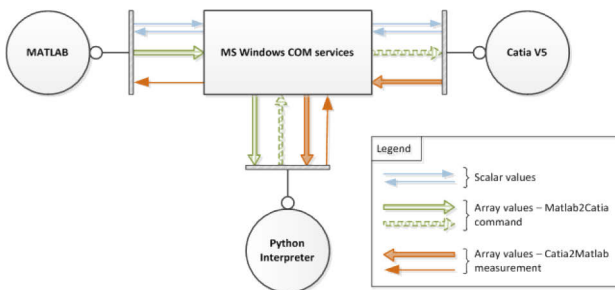 MATLAB
MS Windows COM services
Catia V5
Python
Interpreter
Legend
Scalar values
Array values – Matlab2Catia
command
Array values – Catia2Matlab
measurement